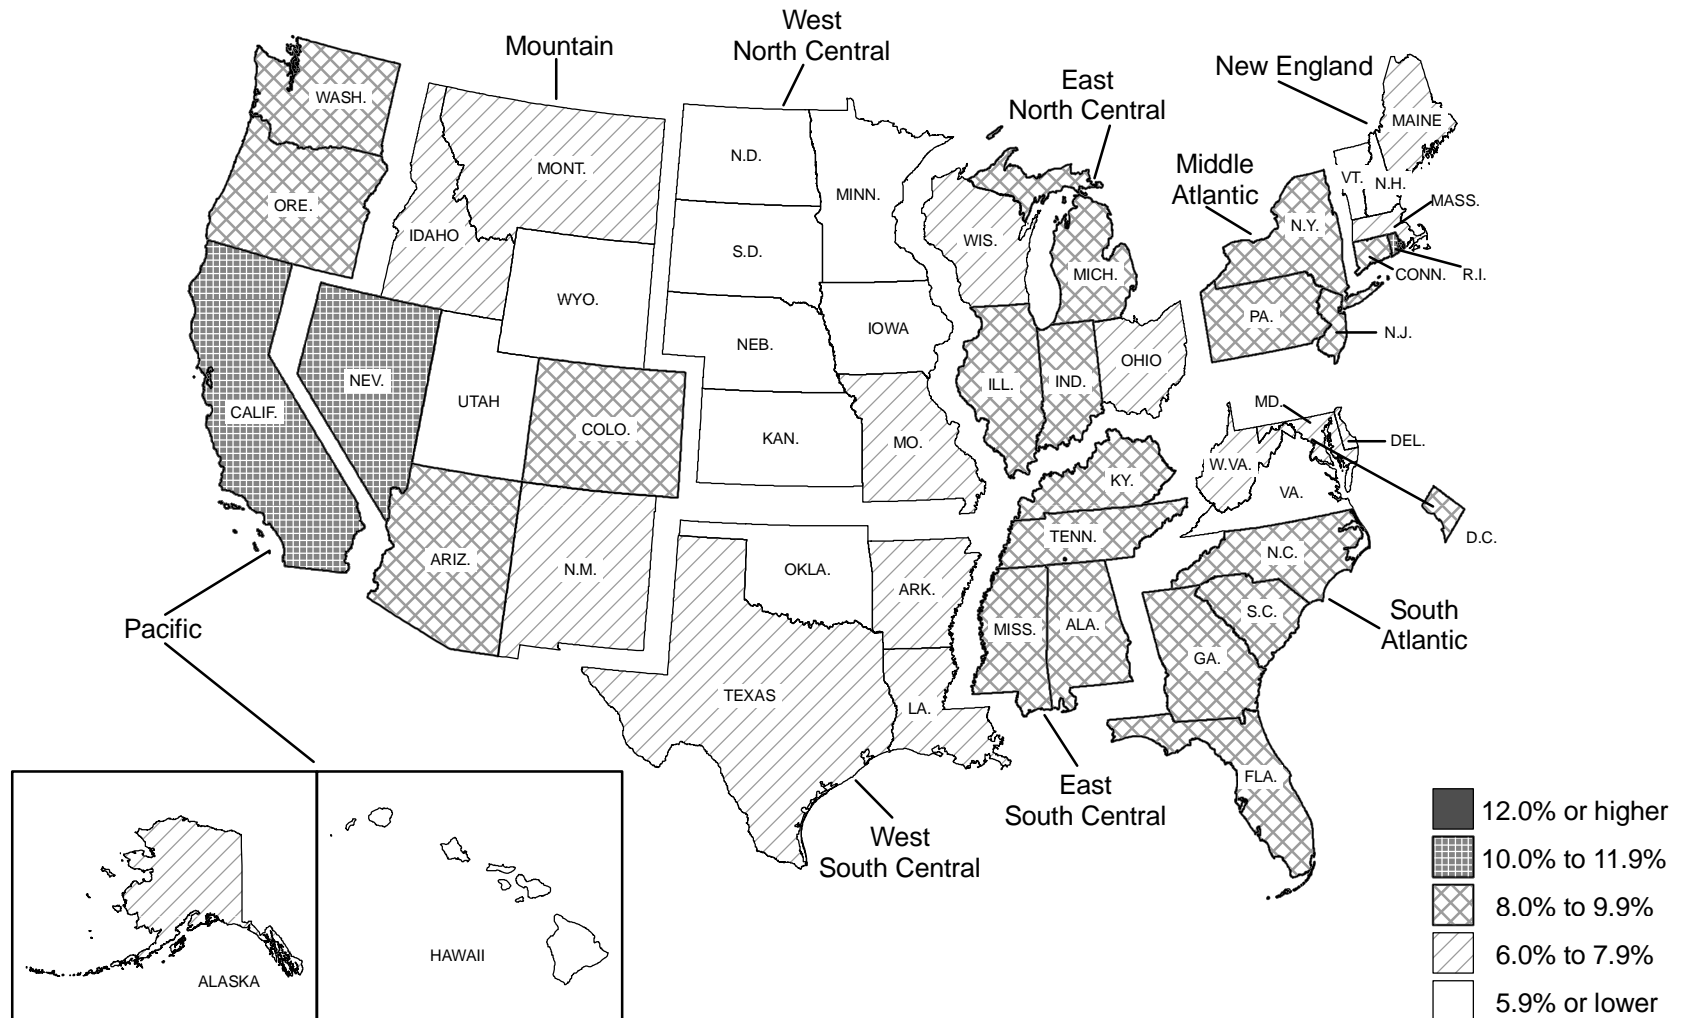 West
North Central
Mountain
East
North Central
New England
Middle
Atlantic
WASH.
MONT.
N.D.
MINN.
MAINE
VT.
N.H.
MASS.
ORE.
IDAHO
S.D.
WIS.
MICH.
N.Y.
CONN.
R.I.
WYO.
NEB.
IOWA
PA.
N.J.
NEV.
CALIF.
UTAH
COLO.
KAN.
MO.
ILL.
IND.
OHIO
MD.
DEL.
W.VA.
VA.
D.C.
KY.
TENN.
N.C.
ARIZ.
N.M.
OKLA.
ARK.
MISS.
ALA.
S.C.
GA.
South
Atlantic
Pacific
TEXAS
LA.
FLA.
East
South Central
West
South Central
ALASKA
HAWAII
12.0% or higher
10.0% to 11.9%
8.0% to 9.9%
6.0% to 7.9%
5.9% or lower